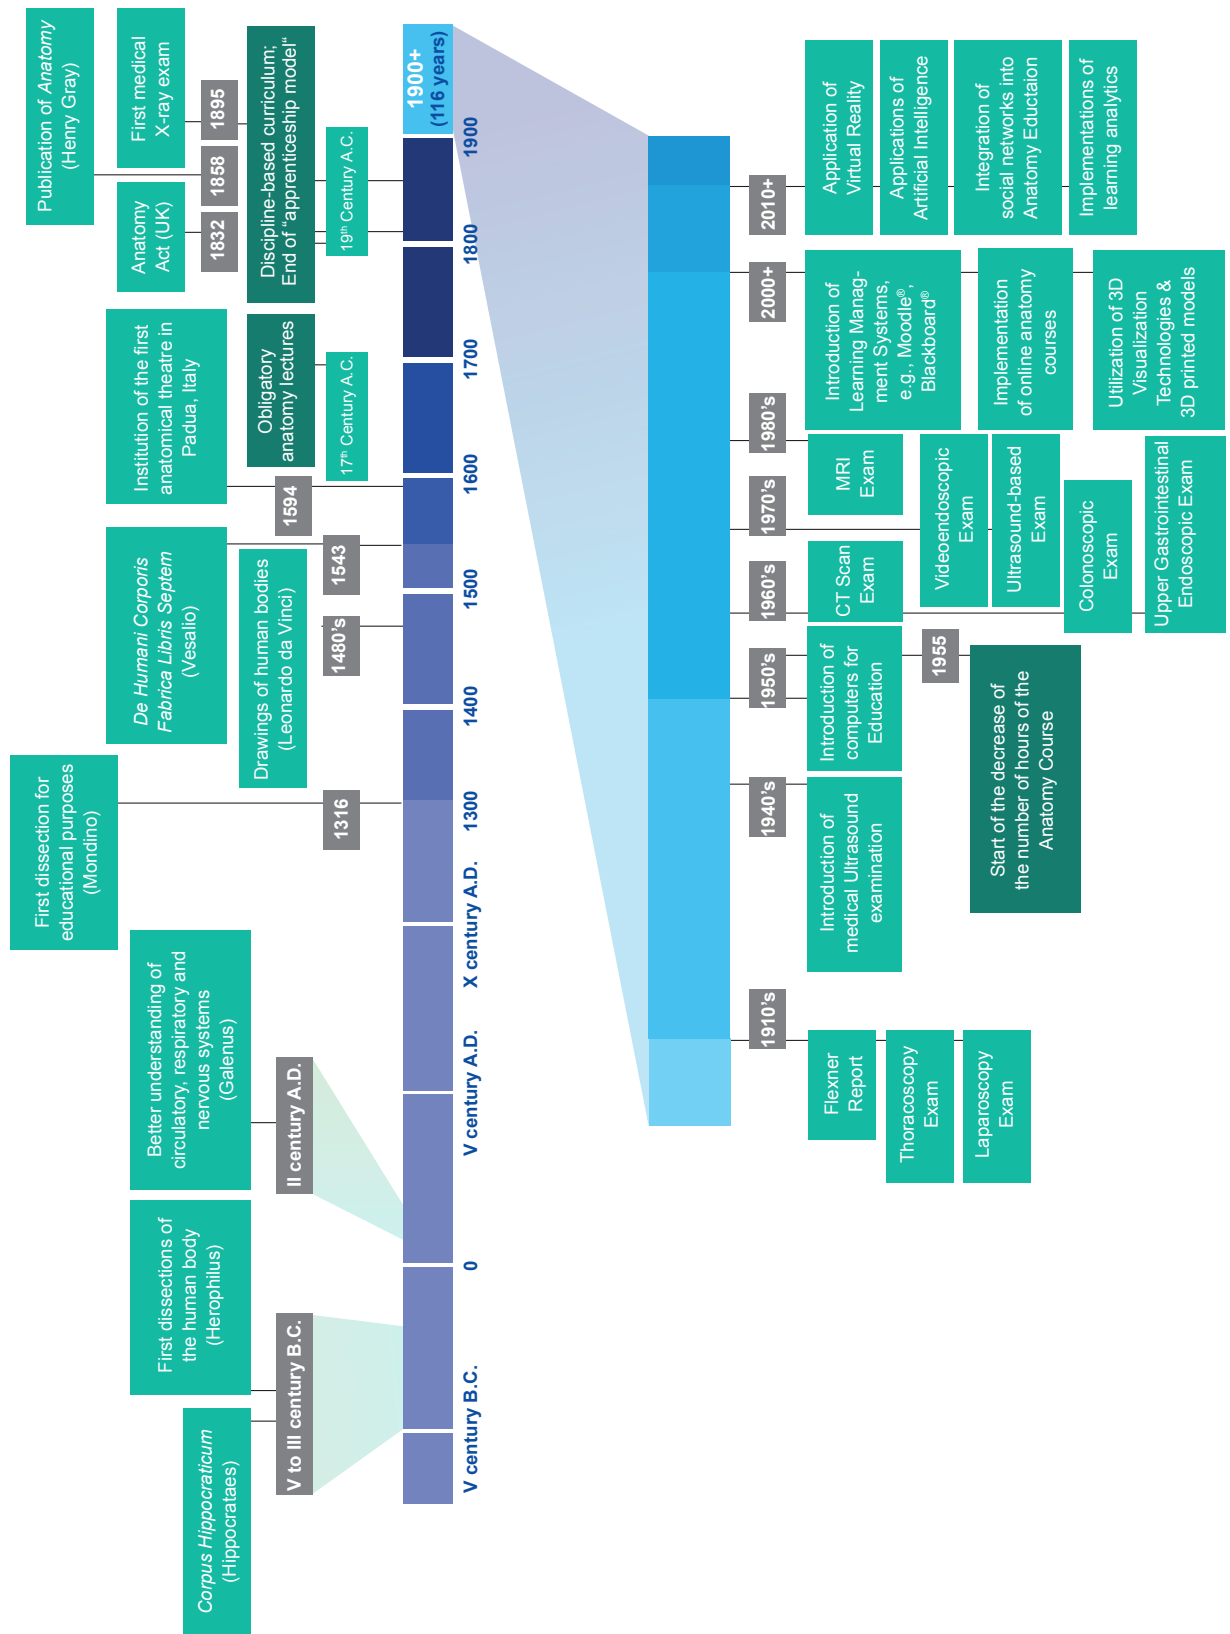 Corpus Hippocraticum
(Hippocrataes)
First dissections of
the human body
(Herophilus)
V to III century B.C.
Better understanding of
circulatory, respiratory and
nervous systems
(Galenus)
II century A.D.
First dissection for
educational purposes
(Mondino)
1316
De Humani Corporis
Fabrica Libris Septem
(Vesalio)
1543
Drawings of human bodies
(Leonardo da Vinci)
1480's
Institution of the first
anatomical theatre in
Padua, Italy
1594
Obligatory
anatomy lectures
17th Century A.C.
Publication of Anatomy
(Henry Gray)
Anatomy
Act (UK)
First medical
X-ray exam
1832
1858
1895
Discipline-based curriculum;
End of “apprenticeship model“
19th Century A.C.
1900+
(116 years)
V century B.C.
0
V century A.D.
X century A.D.
1300
1400
1500
1600
1700
1800
1900
1910's
Flexner
Report
Thoracoscopy
Exam
Laparoscopy
Exam
1940's
Introduction of
medical Ultrasound
examination
1950's
Introduction of
computers for
Education
1955
Start of the decrease of
the number of hours of the
Anatomy Course
1960's
CT Scan
Exam
Colonoscopic
Exam
Upper Gastrointestinal
Endoscopic Exam
1970's
Videoendoscopic
Exam
Ultrasound-based
Exam
1980's
MRI
Exam
2000+
Introduction of
Learning Manag-
ment Systems,
e.g., Moodle®,
Blackboard®
Implementation
of online anatomy
courses
Utilization of 3D
Visualization
Technologies &
3D printed models
2010+
Application of
Virtual Reality
Applications of
Artificial Intelligence
Integration of
social networks into
Anatomy Eductaion
Implementations of
learning analytics